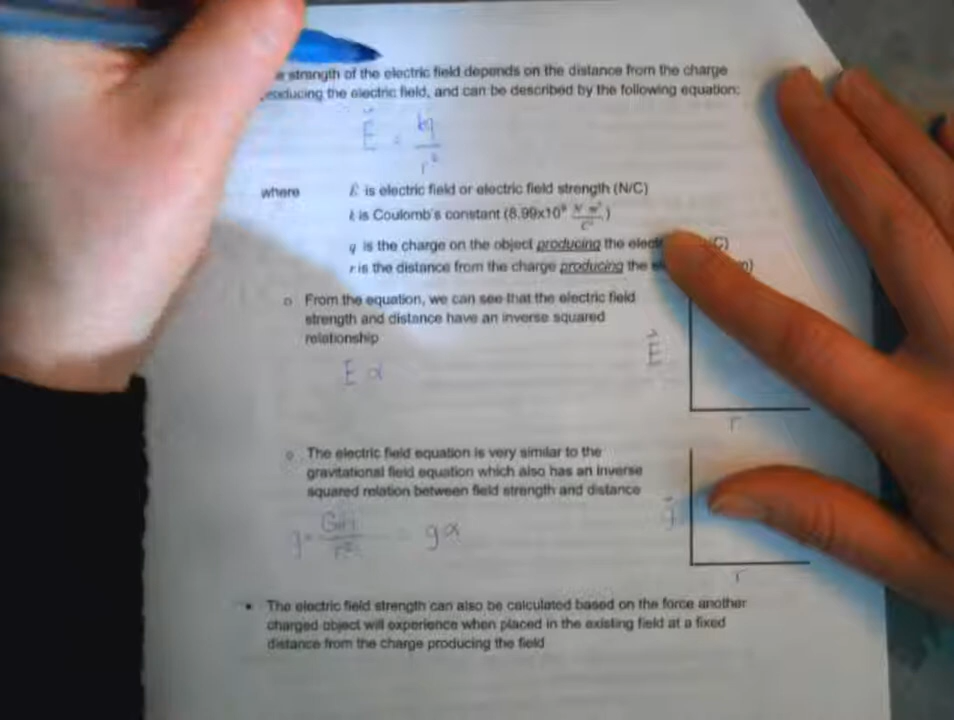 strength of the electric field depends on the distance from the charge
producing the electric field, and can be described by the following equation:
E⃗ = kq/r²
where E⃗ is electric field or electric field strength (N/C)
k is Coulomb's constant (8.99x10⁹ N·m²/C²)
q is the charge on the object producing the C)
r is the distance from the charge producing the m)
o From the equation, we can see that the electric field
strength and distance have an inverse squared
relationship
E⃗
E α
r
o The electric field equation is very similar to the
gravitational field equation which also has an inverse
squared relation between field strength and distance
g⃗
g = Gm/r² g α
r
• The electric field strength can also be calculated based on the force another
charged object will experience when placed in the existing field at a fixed
distance from the charge producing the field